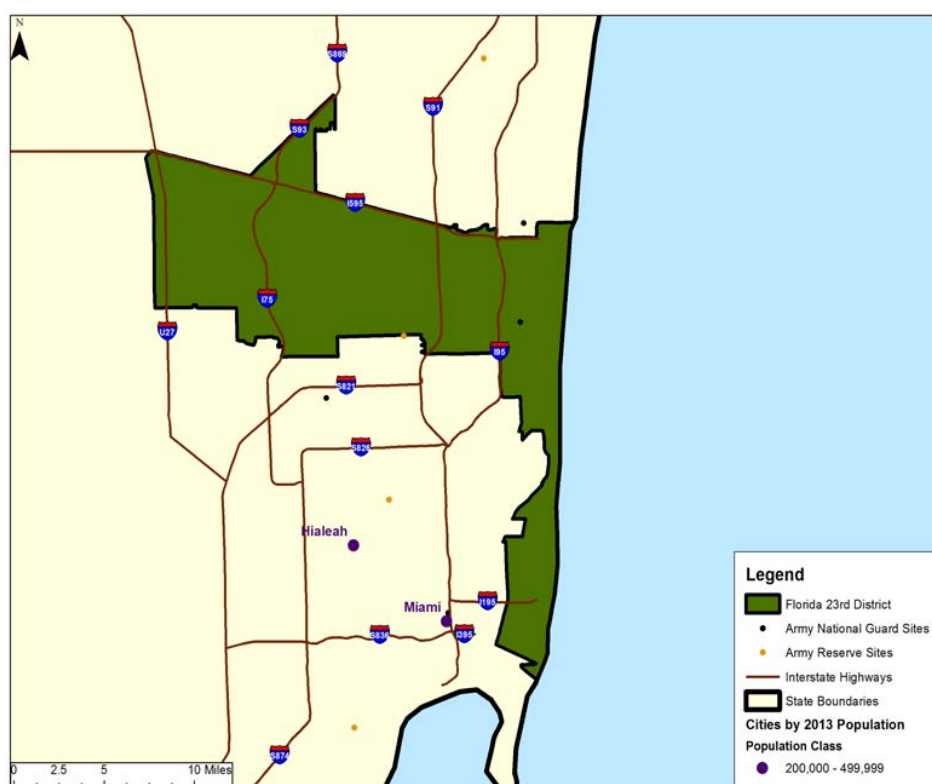 N
S869
S91
S93
I595
I75
U27
I95
S821
S826
Hialeah
Miami
I195
S836
I395
S874
0 2.5 5 10 Miles
Legend
Florida 23rd District
Army National Guard Sites
Army Reserve Sites
Interstate Highways
State Boundaries
Cities by 2013 Population
Population Class
200,000 - 499,999